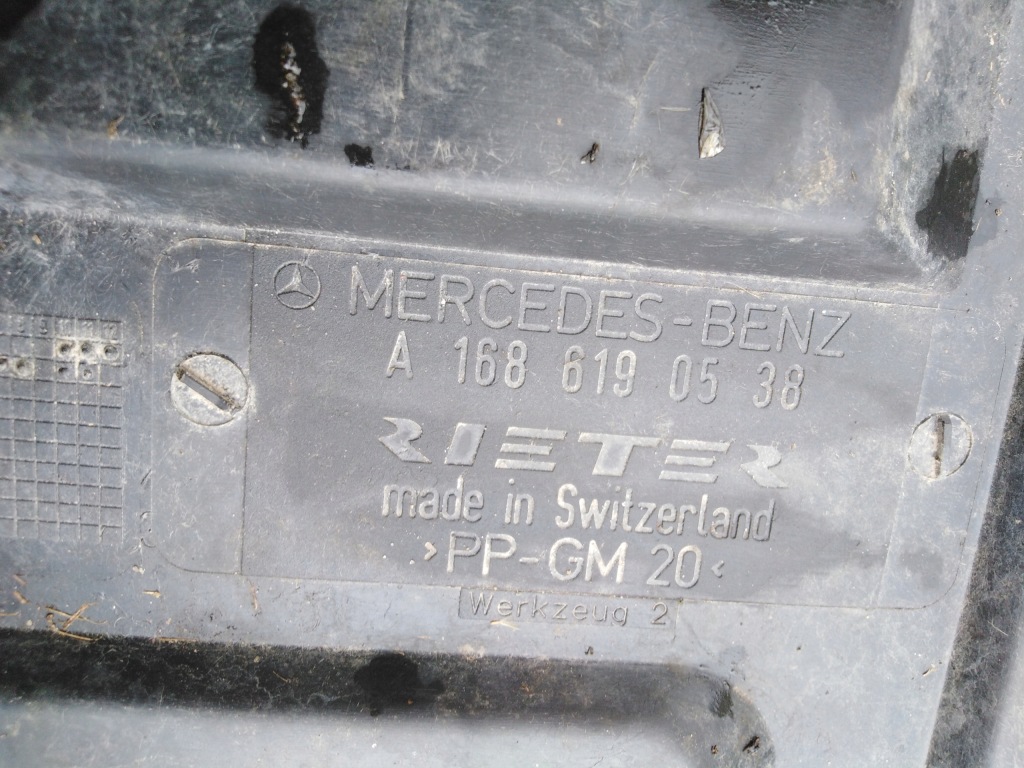 MERCEDES-BENZ
A 168 619 05 38
RIETER
made in Switzerland
>PP-GM 20<
Werkzeug 2